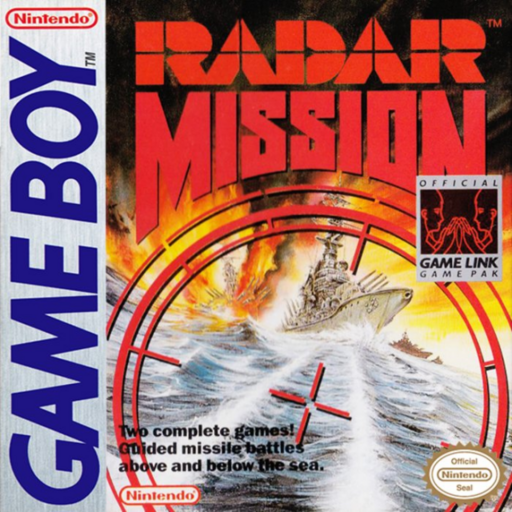 Nintendo
GAME BOY
TM
RADAR
TM
MISSION
OFFICIAL
GAME LINK
GAME PAK
Two complete games!
Guided missile battles
above and below the sea.
Nintendo
Official
Nintendo
Seal